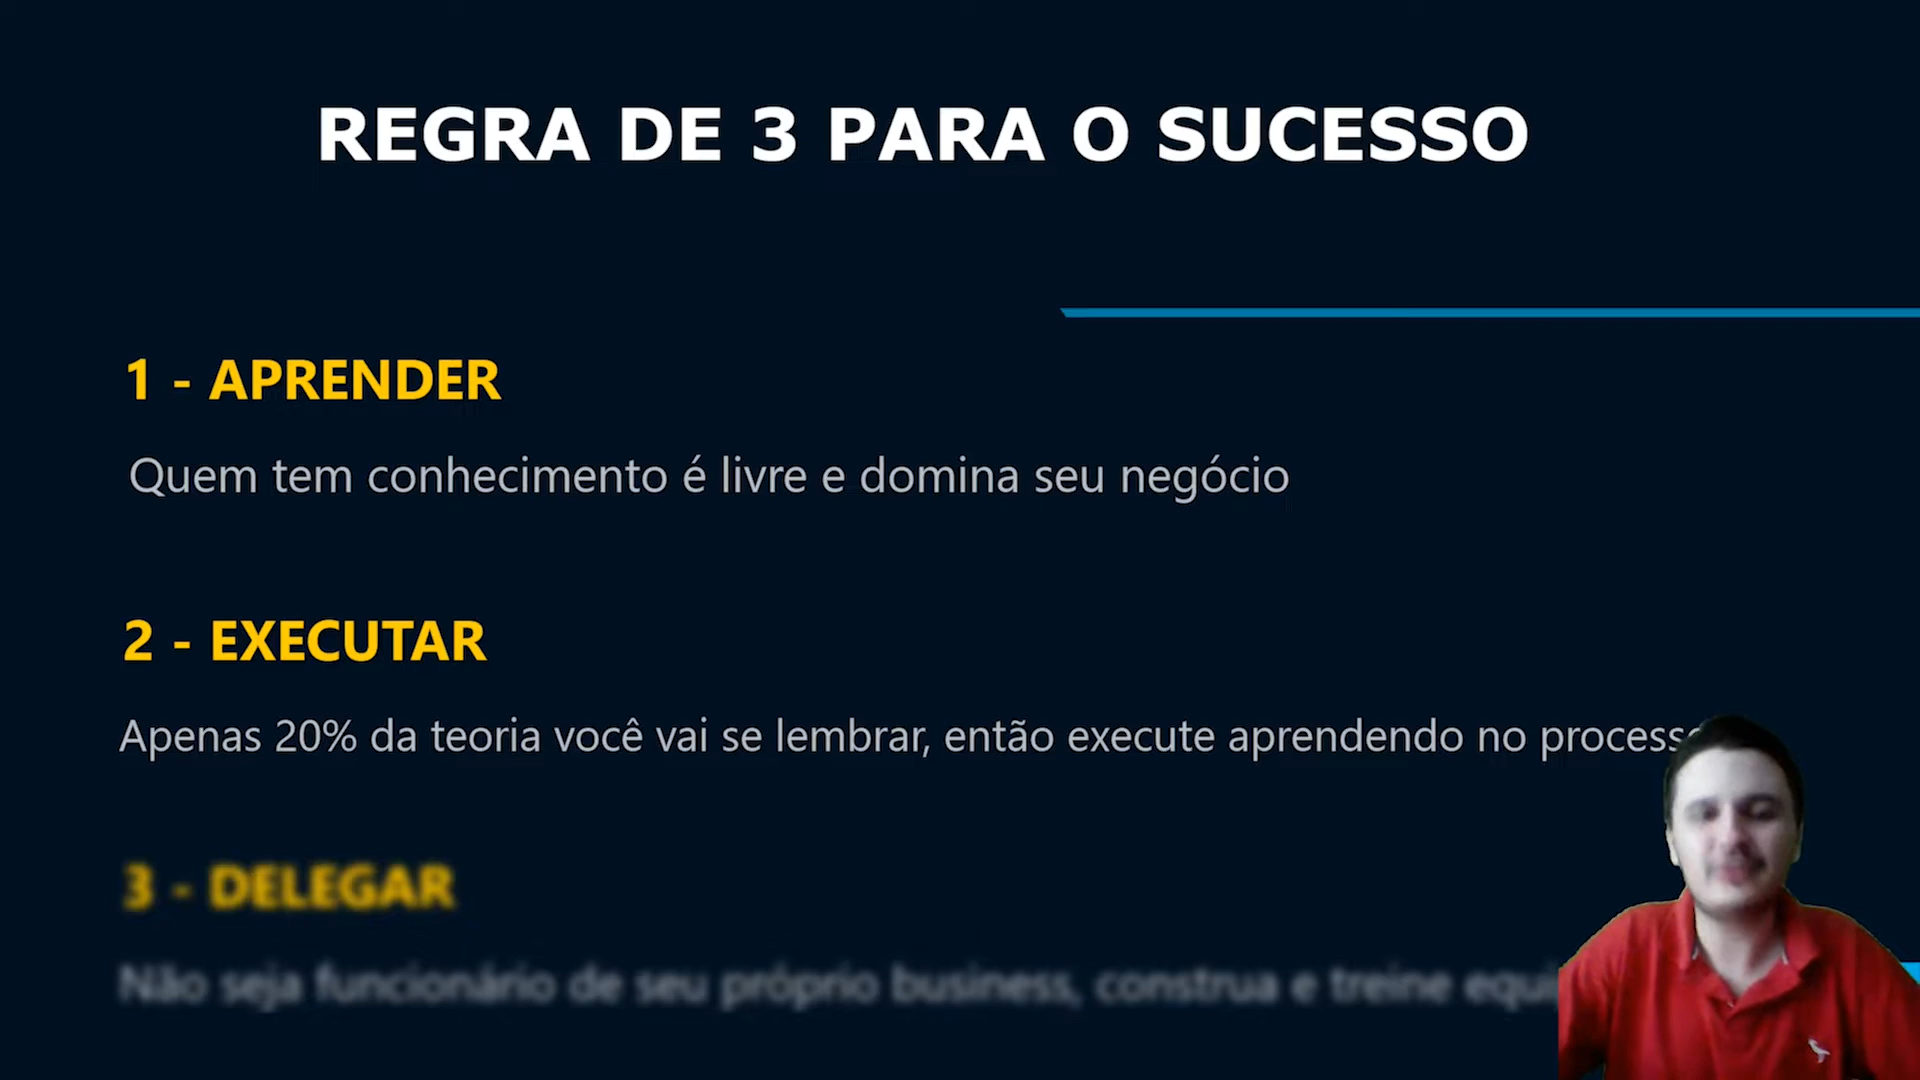 REGRA DE 3 PARA O SUCESSO
1 - APRENDER
Quem tem conhecimento é livre e domina seu negócio
2 - EXECUTAR
Apenas 20% da teoria você vai se lembrar, então execute aprendendo no processo
3 - DELEGAR
Não seja funcionário de seu próprio business, construa e treine